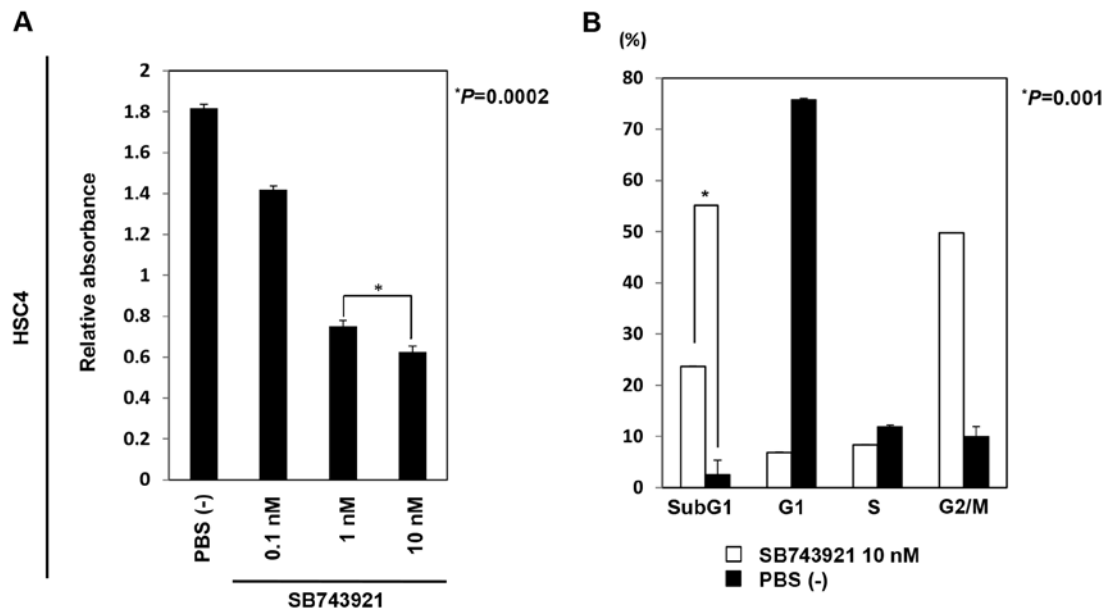 A
HSC4
Relative absorbance
2
1.8
1.6
1.4
1.2
1
0.8
0.6
0.4
0.2
0
*
*P=0.0002
PBS (-)
0.1 nM
1 nM
10 nM
SB743921
B
(%)
80
70
60
50
40
30
20
10
0
*
*P=0.001
SubG1 G1 S G2/M
SB743921 10 nM
PBS (-)